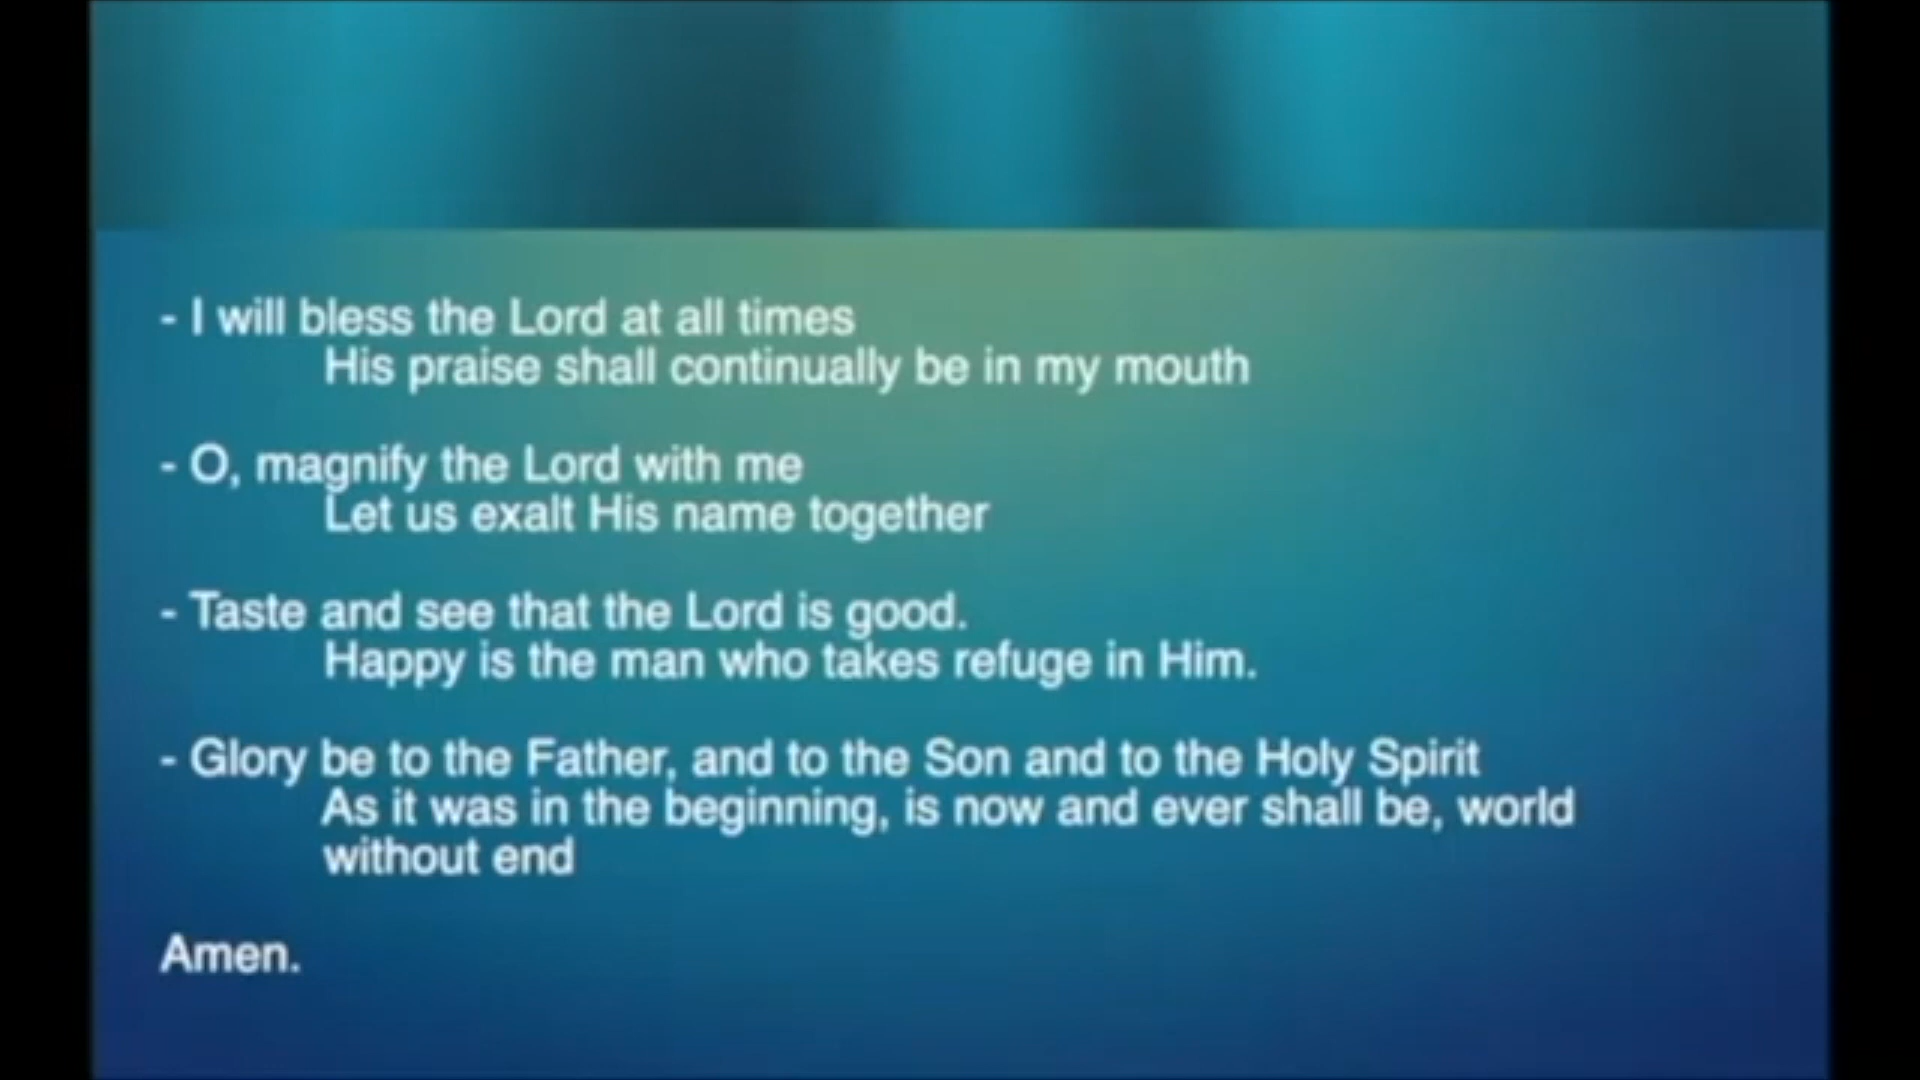 - I will bless the Lord at all times
His praise shall continually be in my mouth
- O, magnify the Lord with me
Let us exalt His name together
- Taste and see that the Lord is good.
Happy is the man who takes refuge in Him.
- Glory be to the Father, and to the Son and to the Holy Spirit
As it was in the beginning, is now and ever shall be, world
without end
Amen.